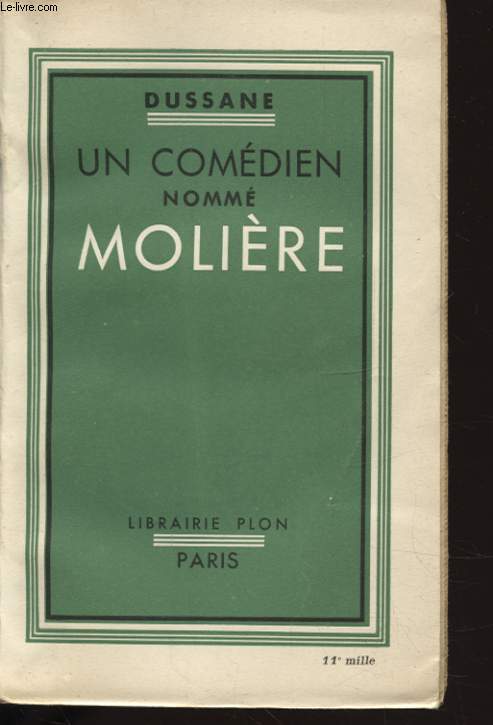 Le-livre.com
DUSSANE
UN COMÉDIEN
NOMMÉ
MOLIÈRE
LIBRAIRIE PLON
PARIS
11e mille